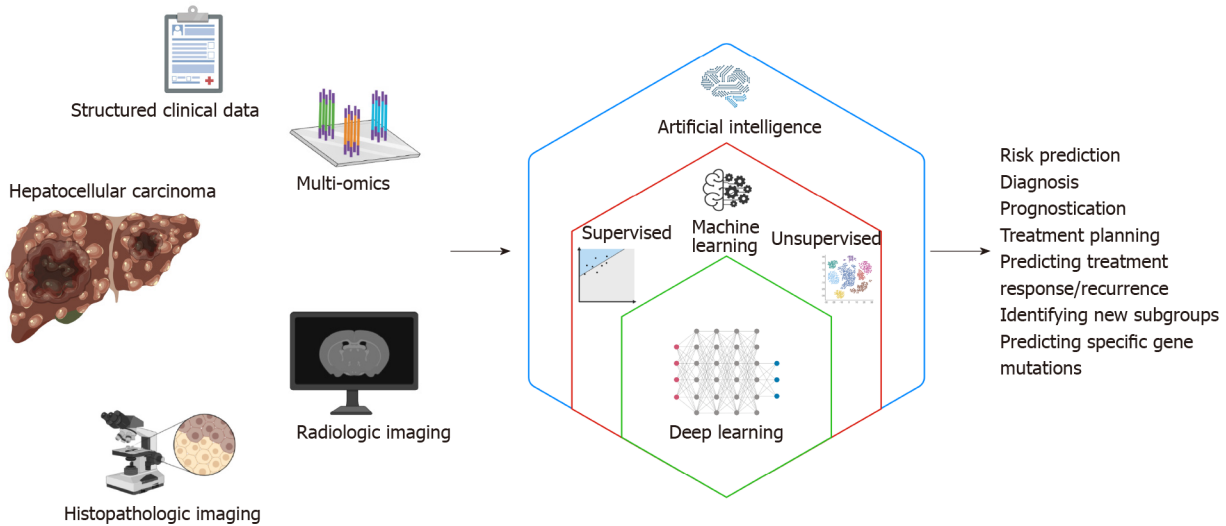 Structured clinical data
Multi-omics
Hepatocellular carcinoma
Radiologic imaging
Histopathologic imaging
Artificial intelligence
Machine
learning
Supervised
Unsupervised
Deep learning
Risk prediction
Diagnosis
Prognostication
Treatment planning
Predicting treatment
response/recurrence
Identifying new subgroups
Predicting specific gene
mutations